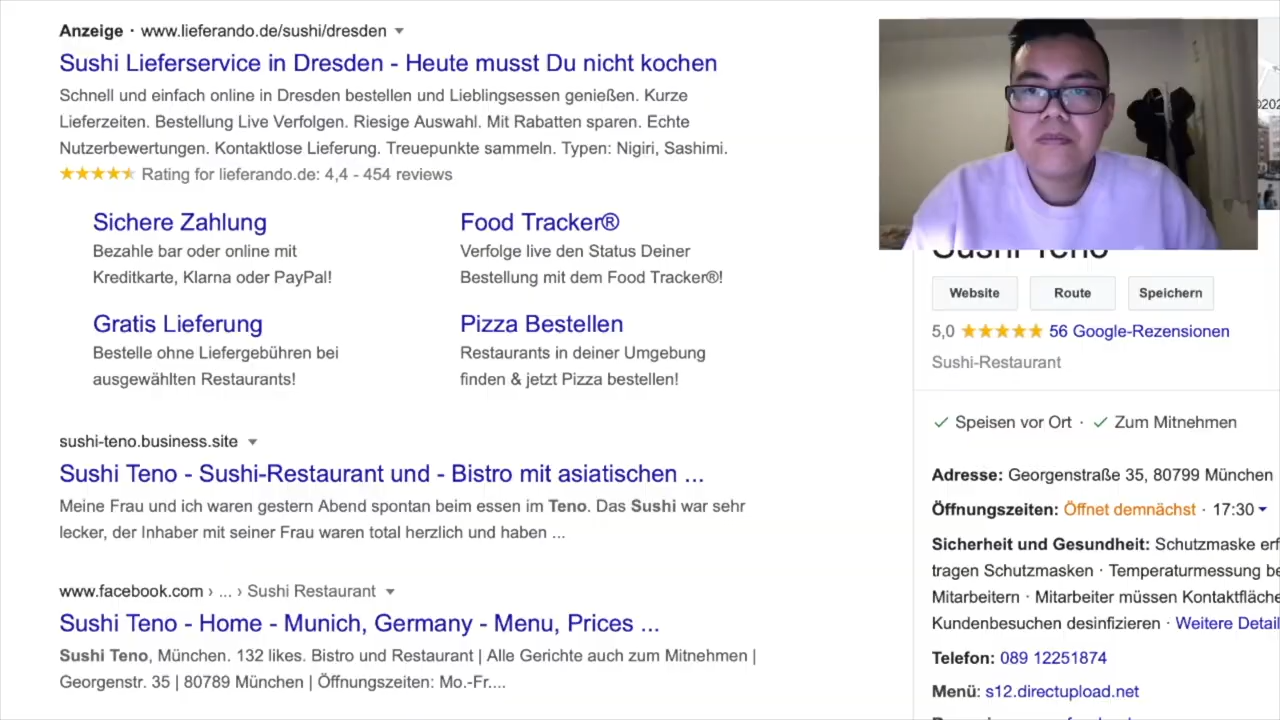 Anzeige · www.lieferando.de/sushi/dresden
Sushi Lieferservice in Dresden - Heute musst Du nicht kochen
Schnell und einfach online in Dresden bestellen und Lieblingsessen genießen. Kurze
Lieferzeiten. Bestellung Live Verfolgen. Riesige Auswahl. Mit Rabatten sparen. Echte
Nutzerbewertungen. Kontaktlose Lieferung. Treuepunkte sammeln. Typen: Nigiri, Sashimi.
Rating for lieferando.de: 4,4 - 454 reviews
Sichere Zahlung
Bezahle bar oder online mit
Kreditkarte, Klarna oder PayPal!
Food Tracker®
Verfolge live den Status Deiner
Bestellung mit dem Food Tracker®!
Gratis Lieferung
Bestelle ohne Liefergebühren bei
ausgewählten Restaurants!
Pizza Bestellen
Restaurants in deiner Umgebung
finden & jetzt Pizza bestellen!
sushi-teno.business.site
Sushi Teno - Sushi-Restaurant und - Bistro mit asiatischen ...
Meine Frau und ich waren gestern Abend spontan beim essen im Teno. Das Sushi war sehr
lecker, der Inhaber mit seiner Frau waren total herzlich und haben ...
www.facebook.com › ... › Sushi Restaurant
Sushi Teno - Home - Munich, Germany - Menu, Prices ...
Sushi Teno, München. 132 likes. Bistro und Restaurant | Alle Gerichte auch zum Mitnehmen |
Georgenstr. 35 | 80789 München | Öffnungszeiten: Mo.-Fr....
Sushi Teno
Website Route Speichern
5,0 56 Google-Rezensionen
Sushi-Restaurant
Speisen vor Ort · Zum Mitnehmen
Adresse: Georgenstraße 35, 80799 München
Öffnungszeiten: Öffnet demnächst · 17:30
Sicherheit und Gesundheit: Schutzmaske erf
tragen Schutzmasken · Temperaturmessung be
Mitarbeitern · Mitarbeiter müssen Kontaktfläche
Kundenbesuchen desinfizieren · Weitere Detail
Telefon: 089 12251874
Menü: s12.directupload.net